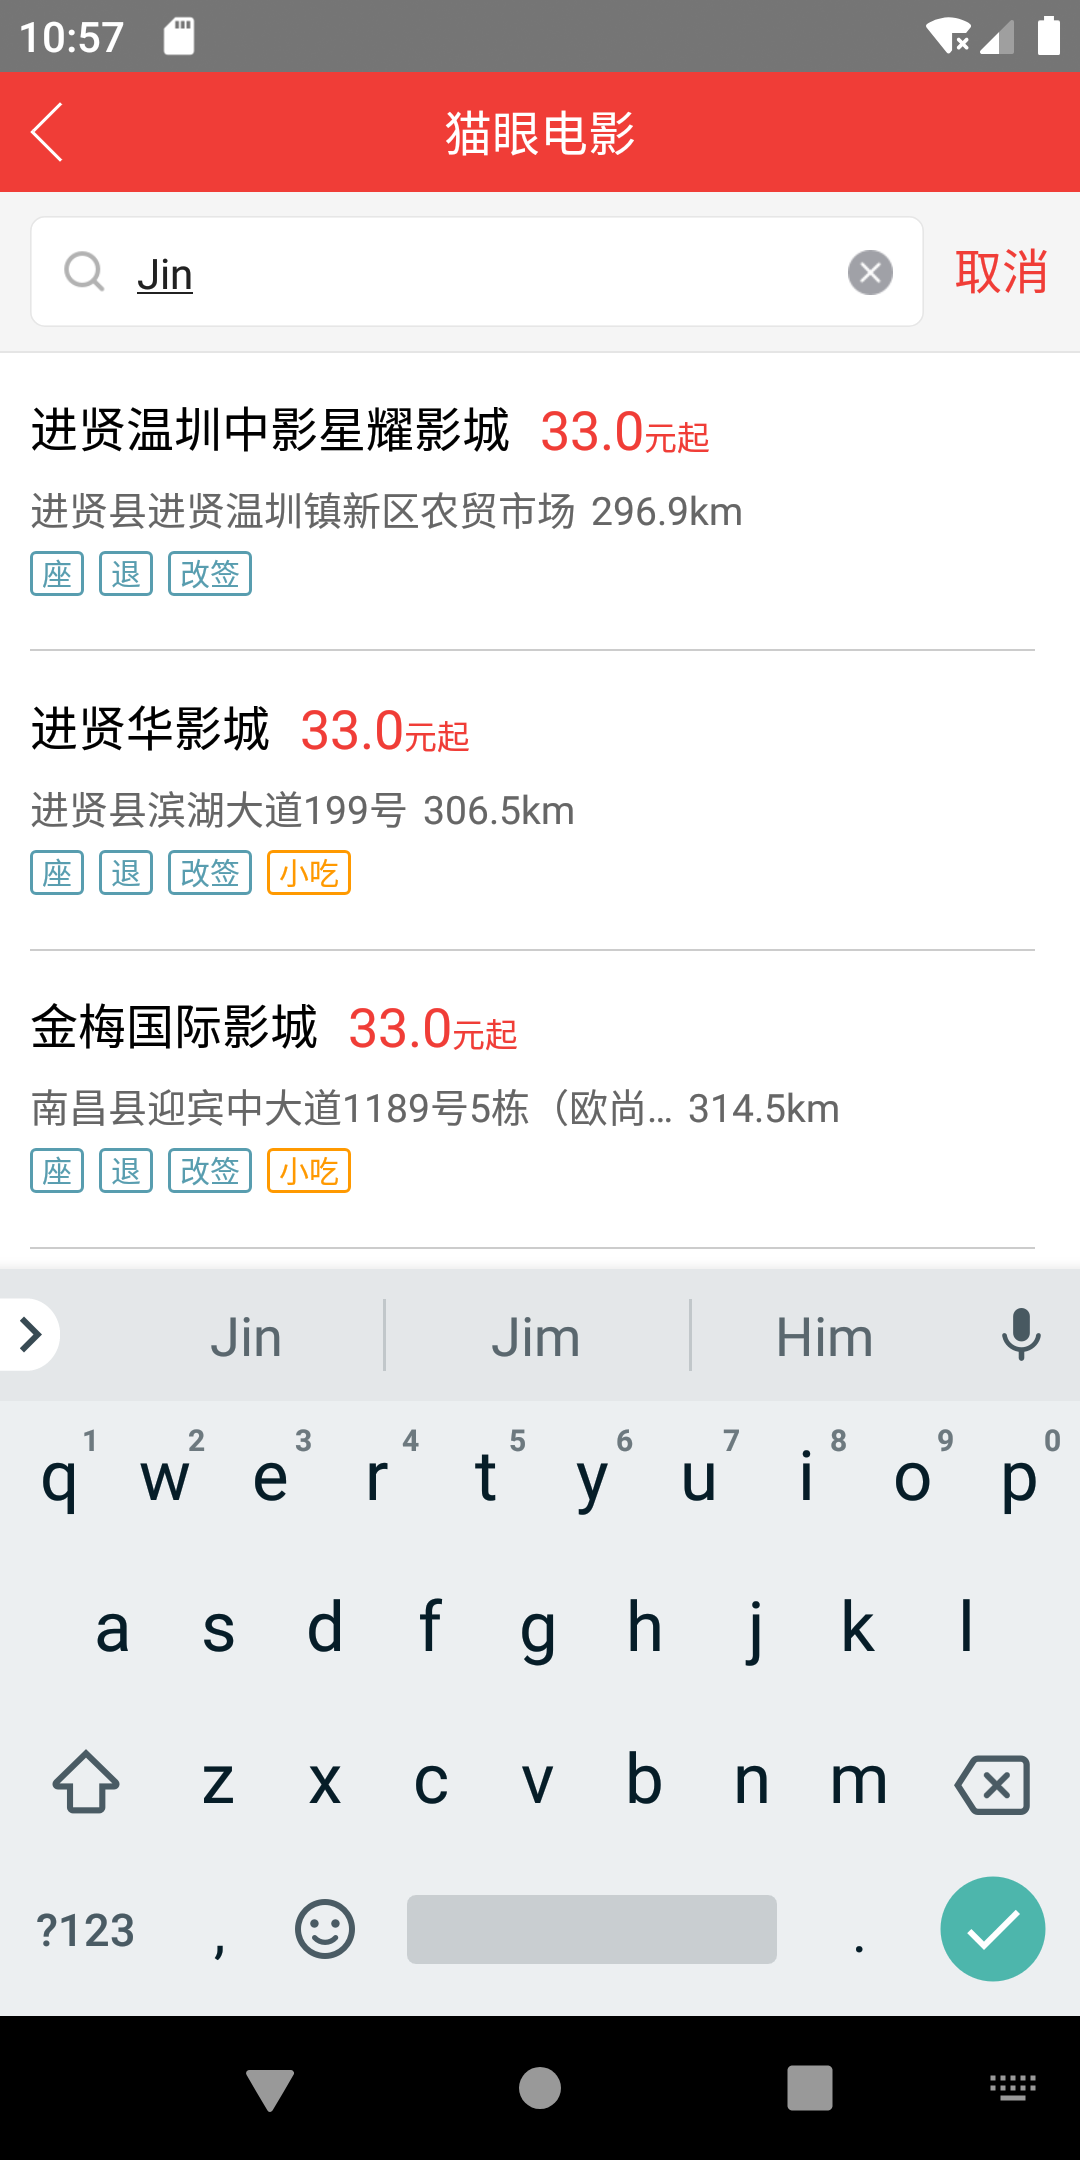 10:57
猫眼电影
Jin
取消
进贤温圳中影星耀影城 33.0元起
进贤县进贤温圳镇新区农贸市场 296.9km
座 退 改签
进贤华影城 33.0元起
进贤县滨湖大道199号 306.5km
座 退 改签 小吃
金梅国际影城 33.0元起
南昌县迎宾中大道1189号5栋（欧尚... 314.5km
座 退 改签 小吃
Jin Jim Him
1 2 3 4 5 6 7 8 9 0
q w e r t y u i o p
a s d f g h j k l
z x c v b n m
?123 , .